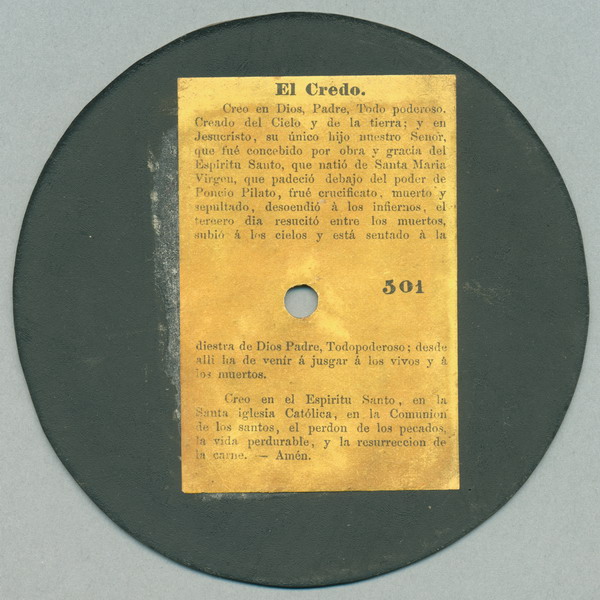 El Credo.
Creo en Dios, Padre, Todo poderoso.
Creado del Cielo y de la tierra; y en
Jesucristo, su único hijo nuestro Senor,
que fué concebido por obra y gracia del
Espiritu Santo, que natió de Santa Maria
Virgen, que padeció debajo del poder de
Poncio Pilato, frué crucificato, muerto y
sepultado, desoendió à los infiernos, el
tercero dia resucitó entre los muertos,
subió á los cielos y está sentado à la
501
diestra de Dios Padre, Todopoderoso; desde
alli ha de venir á jusgar á los vivos y á
los muertos.
Creo en el Espiritu Santo, en la
Santa iglesia Católica, en la Comunion
de los santos, el perdon de los pecados,
la vida perdurable, y la resurreccion de
la carne. — Amén.